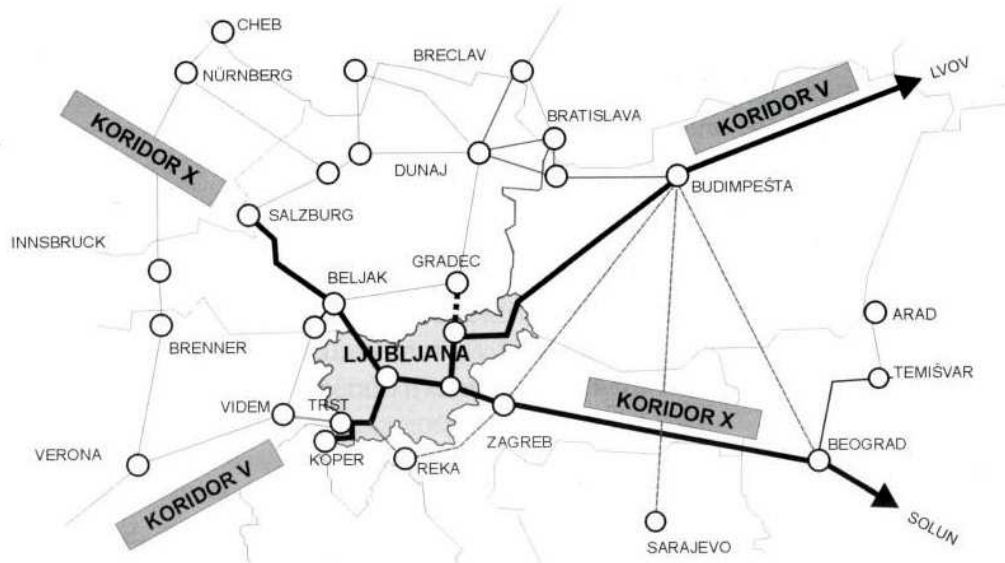 CHEB
BRECLAV
NÜRNBERG
LVOV
KORIDOR V
KORIDOR X
BRATISLAVA
DUNAJ
BUDIMPEŠTA
SALZBURG
INNSBRUCK
GRADEC
BELJAK
ARAD
BRENNER
LJUBLJANA
TEMIŠVAR
VIDEM
TRST
KORIDOR X
ZAGREB
BEOGRAD
VERONA
KOPER
REKA
KORIDOR V
SOLUN
SARAJEVO